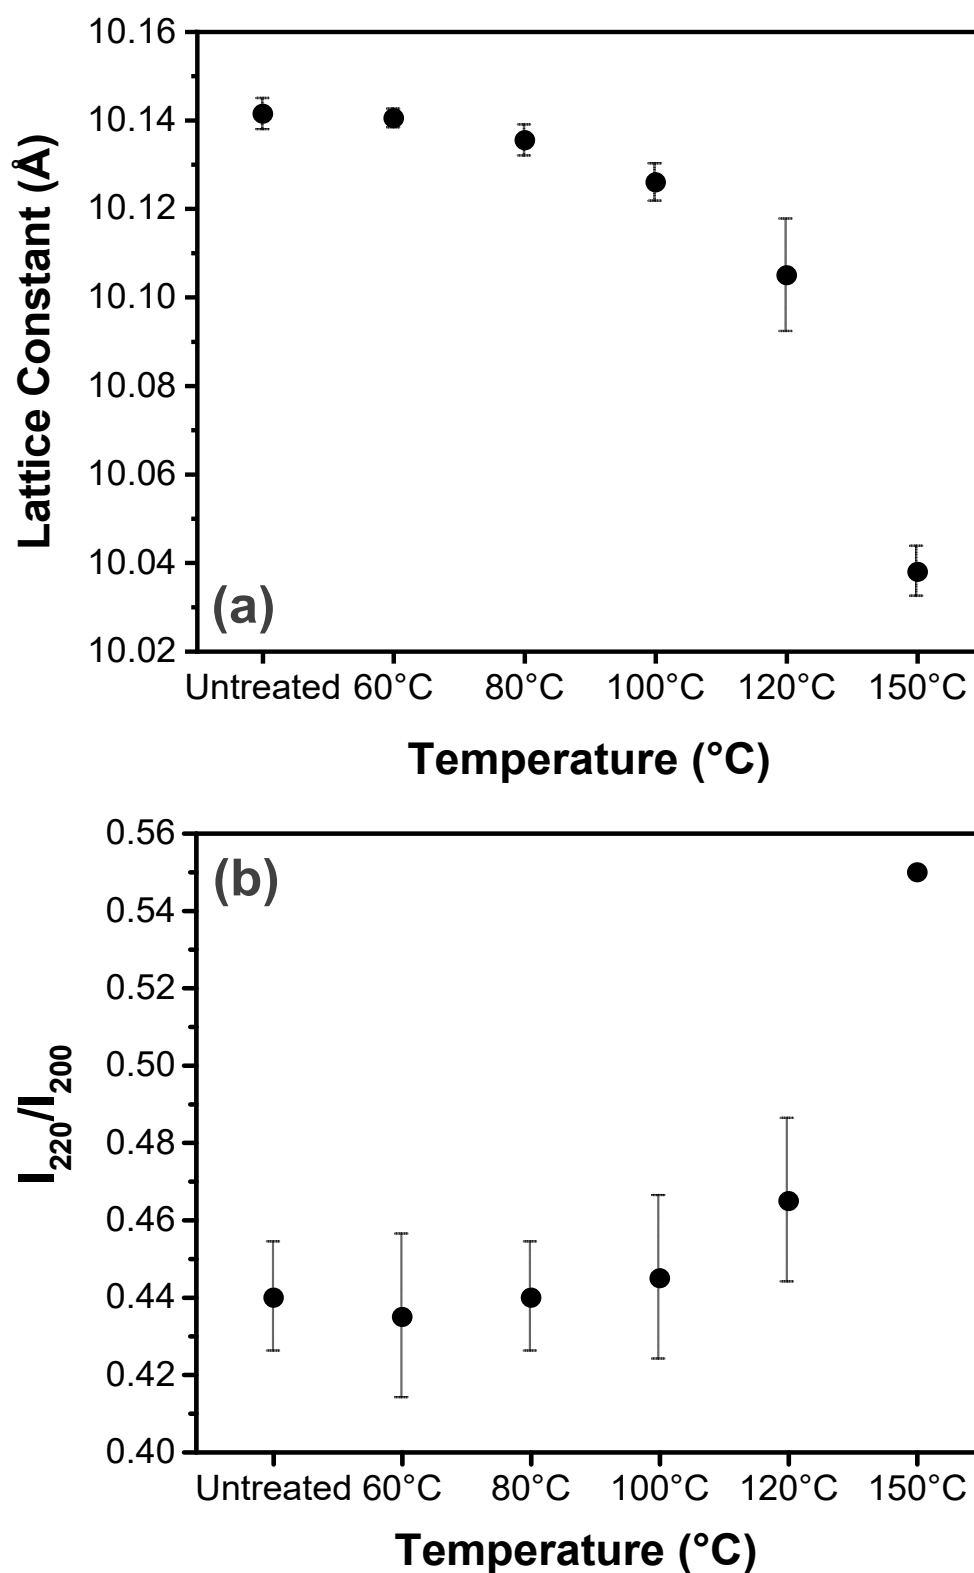 10.16
10.14
10.12
10.10
10.08
10.06
10.04
10.02
Lattice Constant (Å)
(a)
Untreated 60°C 80°C 100°C 120°C 150°C
Temperature (°C)
0.56
0.54
0.52
0.50
0.48
0.46
0.44
0.42
0.40
I220/I200
(b)
Untreated 60°C 80°C 100°C 120°C 150°C
Temperature (°C)